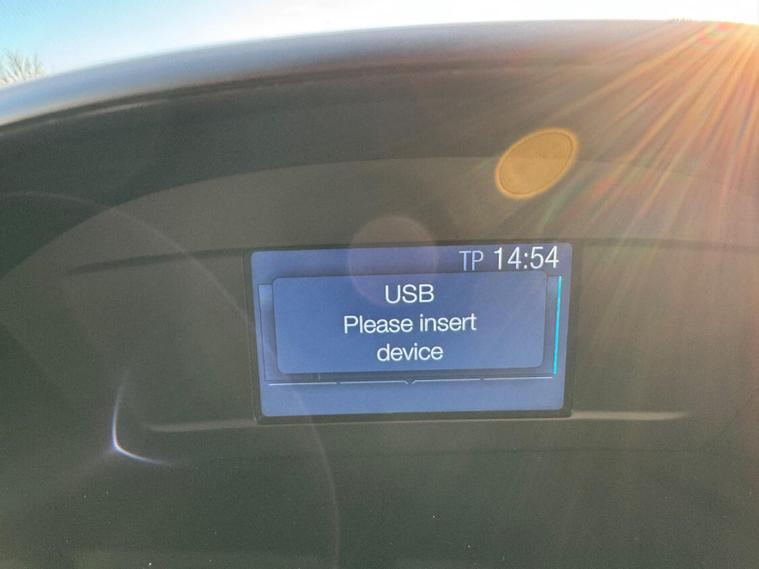 TP 14:54
USB
Please insert
device